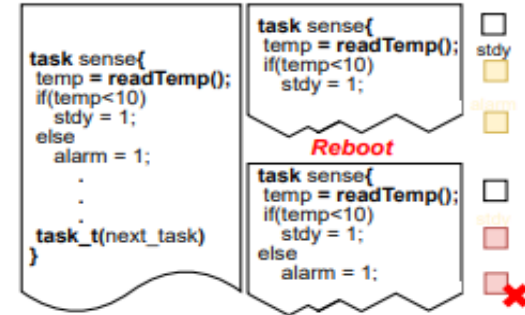 task sense{
temp = readTemp();
if(temp<10)
stdy = 1;
else
alarm = 1;
.
.
.
task_t(next_task)
}
task sense{
temp = readTemp();
if(temp<10)
stdy = 1;
Reboot
task sense{
temp = readTemp();
if(temp<10)
stdy = 1;
else
alarm = 1;
stdy
alarm
stdy